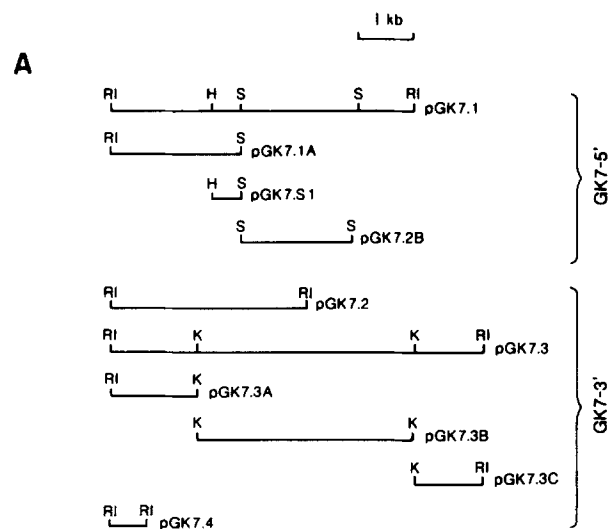 1 kb
A
RI H S S RI
pGK7.1
RI S
pGK7.1A
H S
pGK7.S1
S S
pGK7.2B
GK7-5'
RI RI
pGK7.2
RI K K RI
pGK7.3
RI K
pGK7.3A
K K
pGK7.3B
K RI
pGK7.3C
RI RI
pGK7.4
GK7-3'